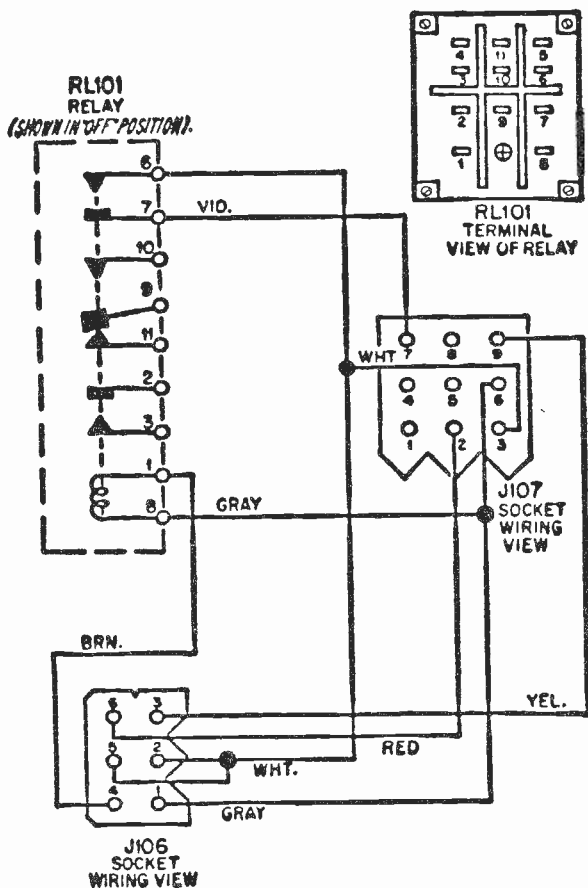 RL101
RELAY
(SHOWN IN "OFF" POSITION).
6
7
VIO.
10
9
11
2
3
1
8
GRAY
BRN.
4 11 5
3 10 6
2 9 7
1 8
RL101
TERMINAL
VIEW OF RELAY
WHT
7 8 9
4 5 6
1 2 3
J107
SOCKET
WIRING
VIEW
YEL.
6 3
RED
5 2
WHT.
4 1
GRAY
J106
SOCKET
WIRING VIEW